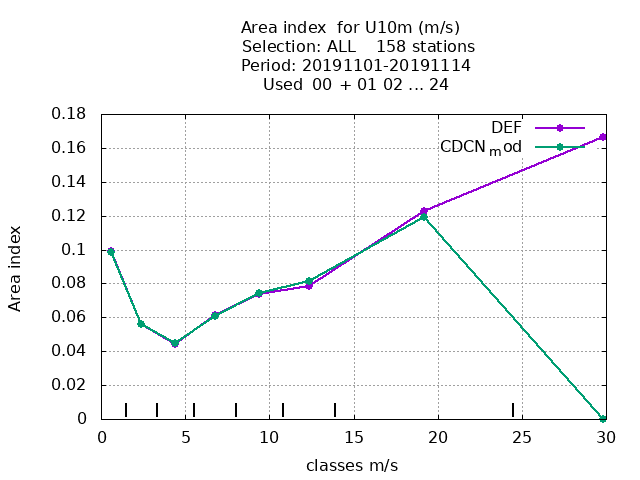 Area index  for U10m (m/s)
Selection: ALL    158 stations
Period: 20191101-20191114
Used  00  + 01 02 ... 24
DEF
CDCN_mod
0.18
0.16
0.14
0.12
0.1
0.08
0.06
0.04
0.02
0
Area index
0 5 10 15 20 25 30
classes m/s